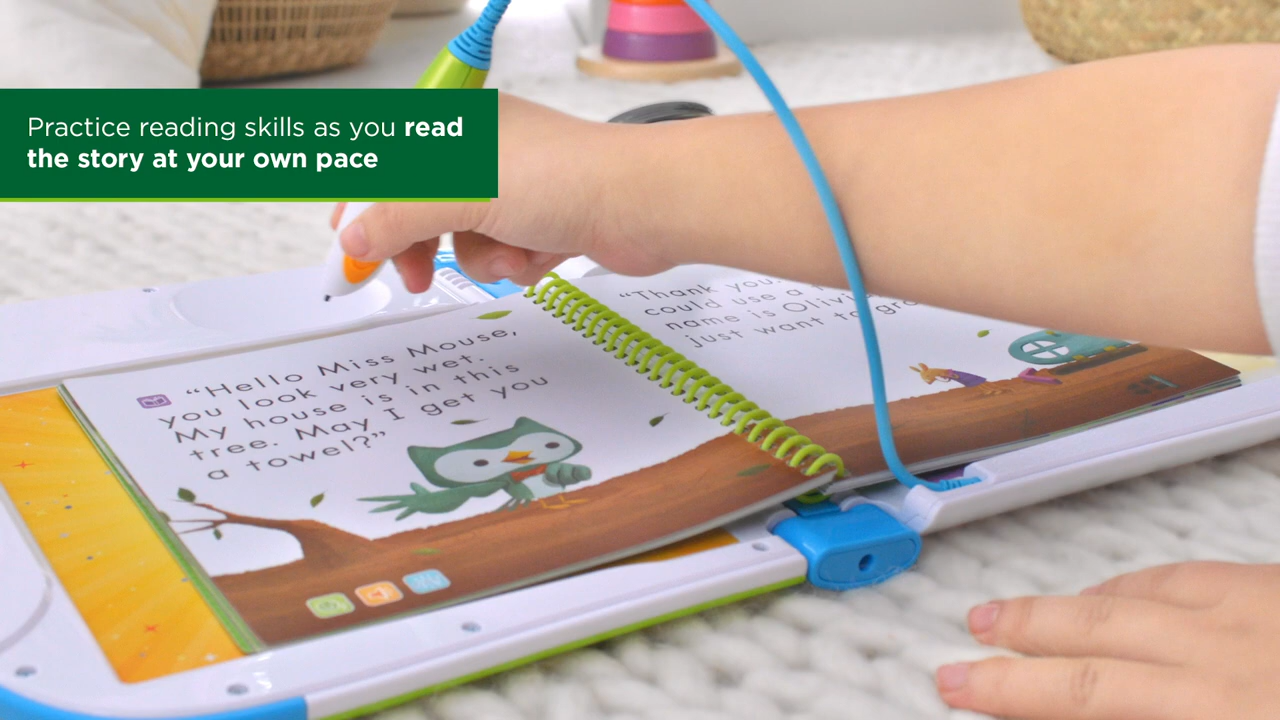 Practice reading skills as you read
the story at your own pace
“Hello Miss Mouse,
you look very wet.
My house is in this
tree. May I get you
a towel?”
“Thank you.
could use a
name is Olivia
just want to gro